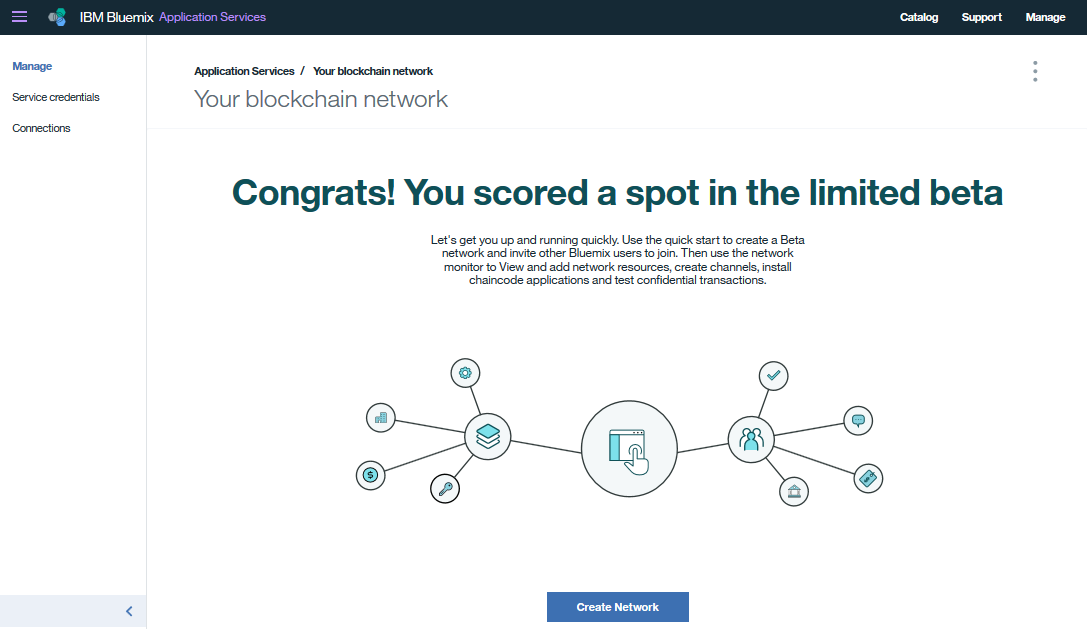 IBM Bluemix Application Services
Catalog Support Manage
Manage
Service credentials
Connections
Application Services / Your blockchain network
Your blockchain network
Congrats! You scored a spot in the limited beta
Let's get you up and running quickly. Use the quick start to create a Beta
network and invite other Bluemix users to join. Then use the network
monitor to View and add network resources, create channels, install
chaincode applications and test confidential transactions.
$
$
Create Network